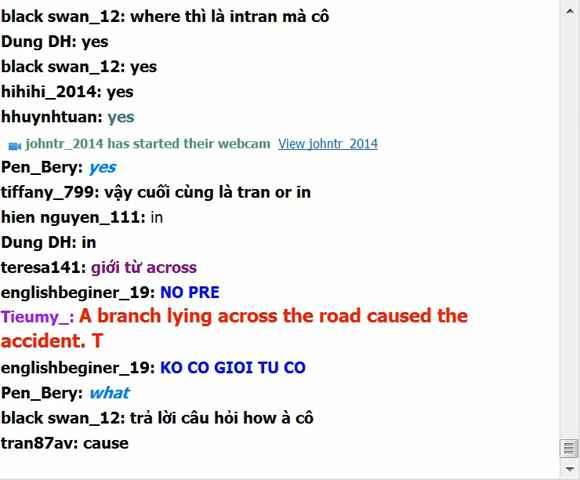 black swan_12: where thì là intran mà cô
Dung DH: yes
black swan_12: yes
hihihi_2014: yes
hhuynhtuan: yes
johntr_2014 has started their webcam View johntr_2014
Pen_Bery: yes
tiffany_799: vậy cuối cùng là tran or in
hien nguyen_111: in
Dung DH: in
teresa141: giới từ across
englishbeginer_19: NO PRE
Tieumy_: A branch lying across the road caused the
accident. T
englishbeginer_19: KO CO GIOI TU CO
Pen_Bery: what
black swan_12: trả lời câu hỏi how à cô
tran87av: cause